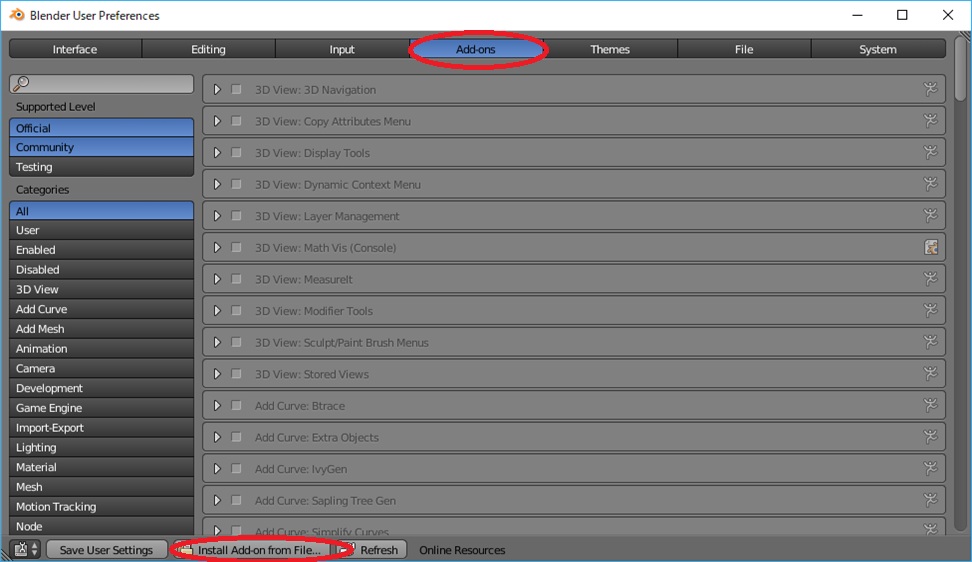 Blender User Preferences
Interface Editing Input Add-ons Themes File System
Supported Level
Official
Community
Testing
Categories
All
User
Enabled
Disabled
3D View
Add Curve
Add Mesh
Animation
Camera
Development
Game Engine
Import-Export
Lighting
Material
Mesh
Motion Tracking
Node
3D View: 3D Navigation
3D View: Copy Attributes Menu
3D View: Display Tools
3D View: Dynamic Context Menu
3D View: Layer Management
3D View: Math Vis (Console)
3D View: MeasureIt
3D View: Modifier Tools
3D View: Sculpt/Paint Brush Menus
3D View: Stored Views
Add Curve: Btrace
Add Curve: Extra Objects
Add Curve: IvyGen
Add Curve: Sapling Tree Gen
Add Curve: Simplify Curves
Save User Settings Install Add-on from File... Refresh Online Resources